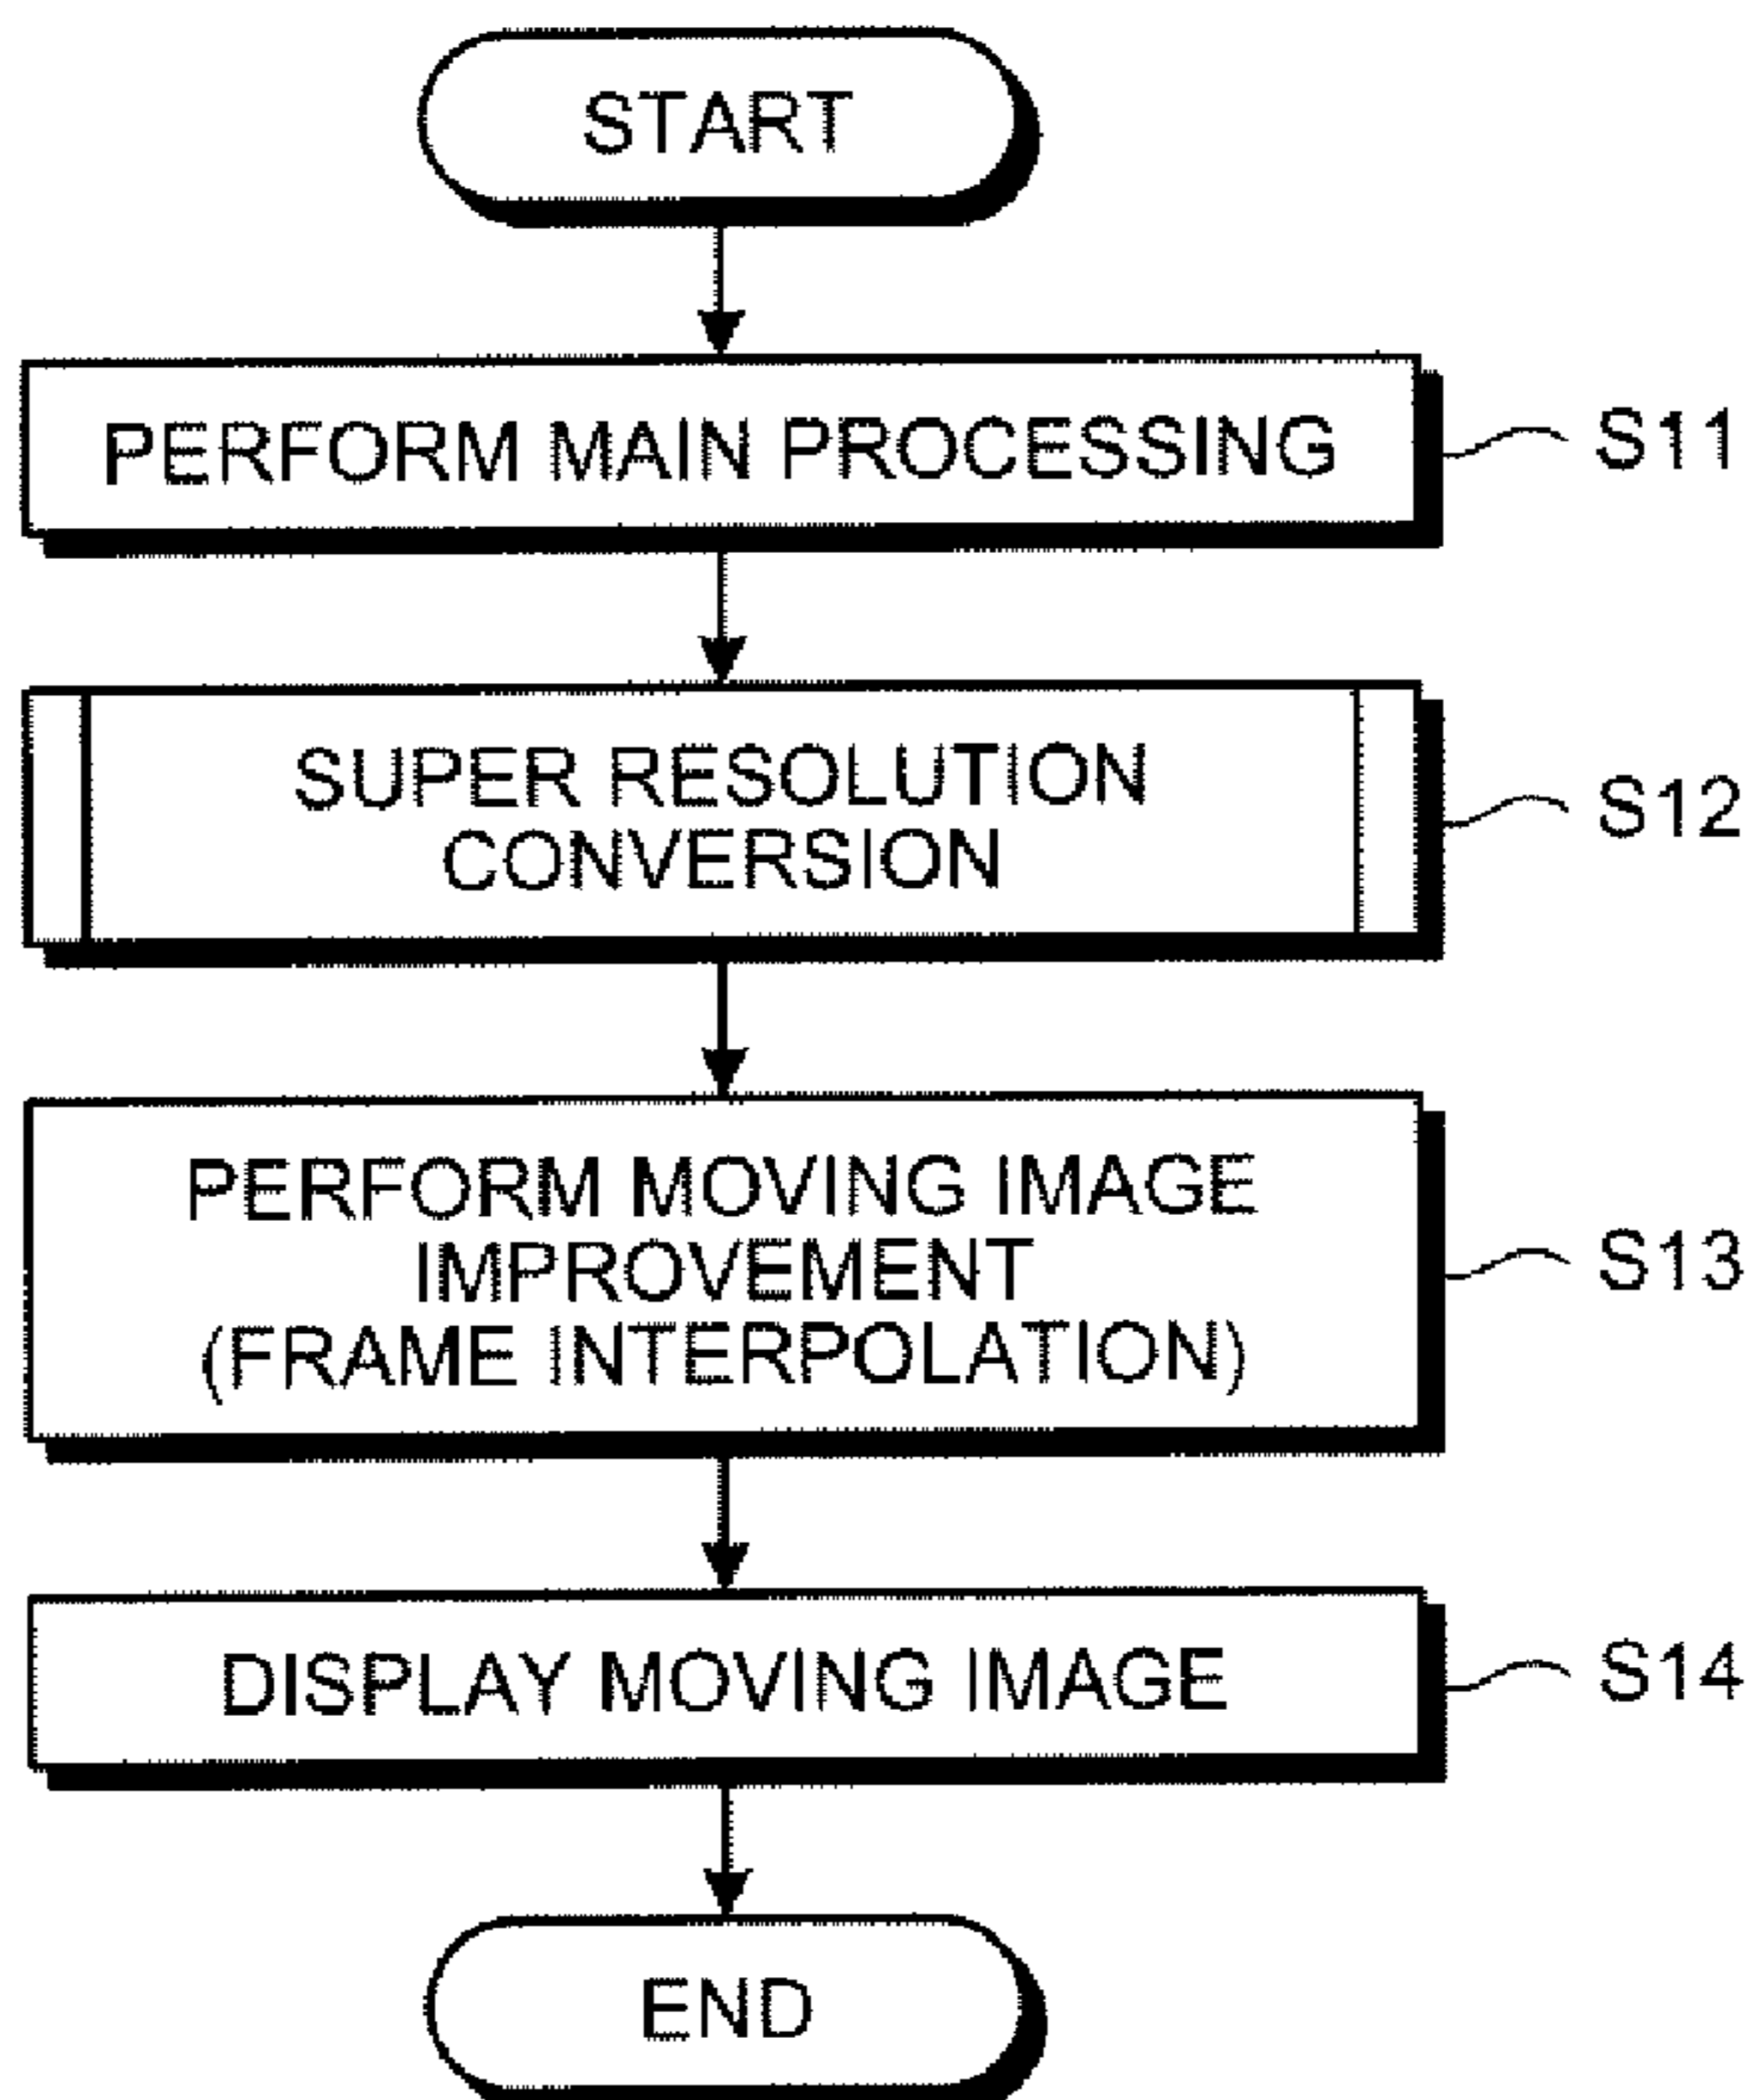 START
PERFORM MAIN PROCESSING
S11
SUPER RESOLUTION
CONVERSION
S12
PERFORM MOVING IMAGE
IMPROVEMENT
(FRAME INTERPOLATION)
S13
DISPLAY MOVING IMAGE
S14
END